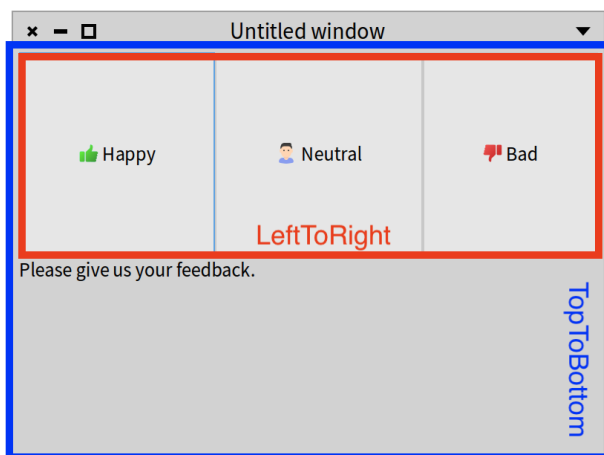 Untitled window
Happy
Neutral
Bad
LeftToRight
Please give us your feedback.
TopToBottom